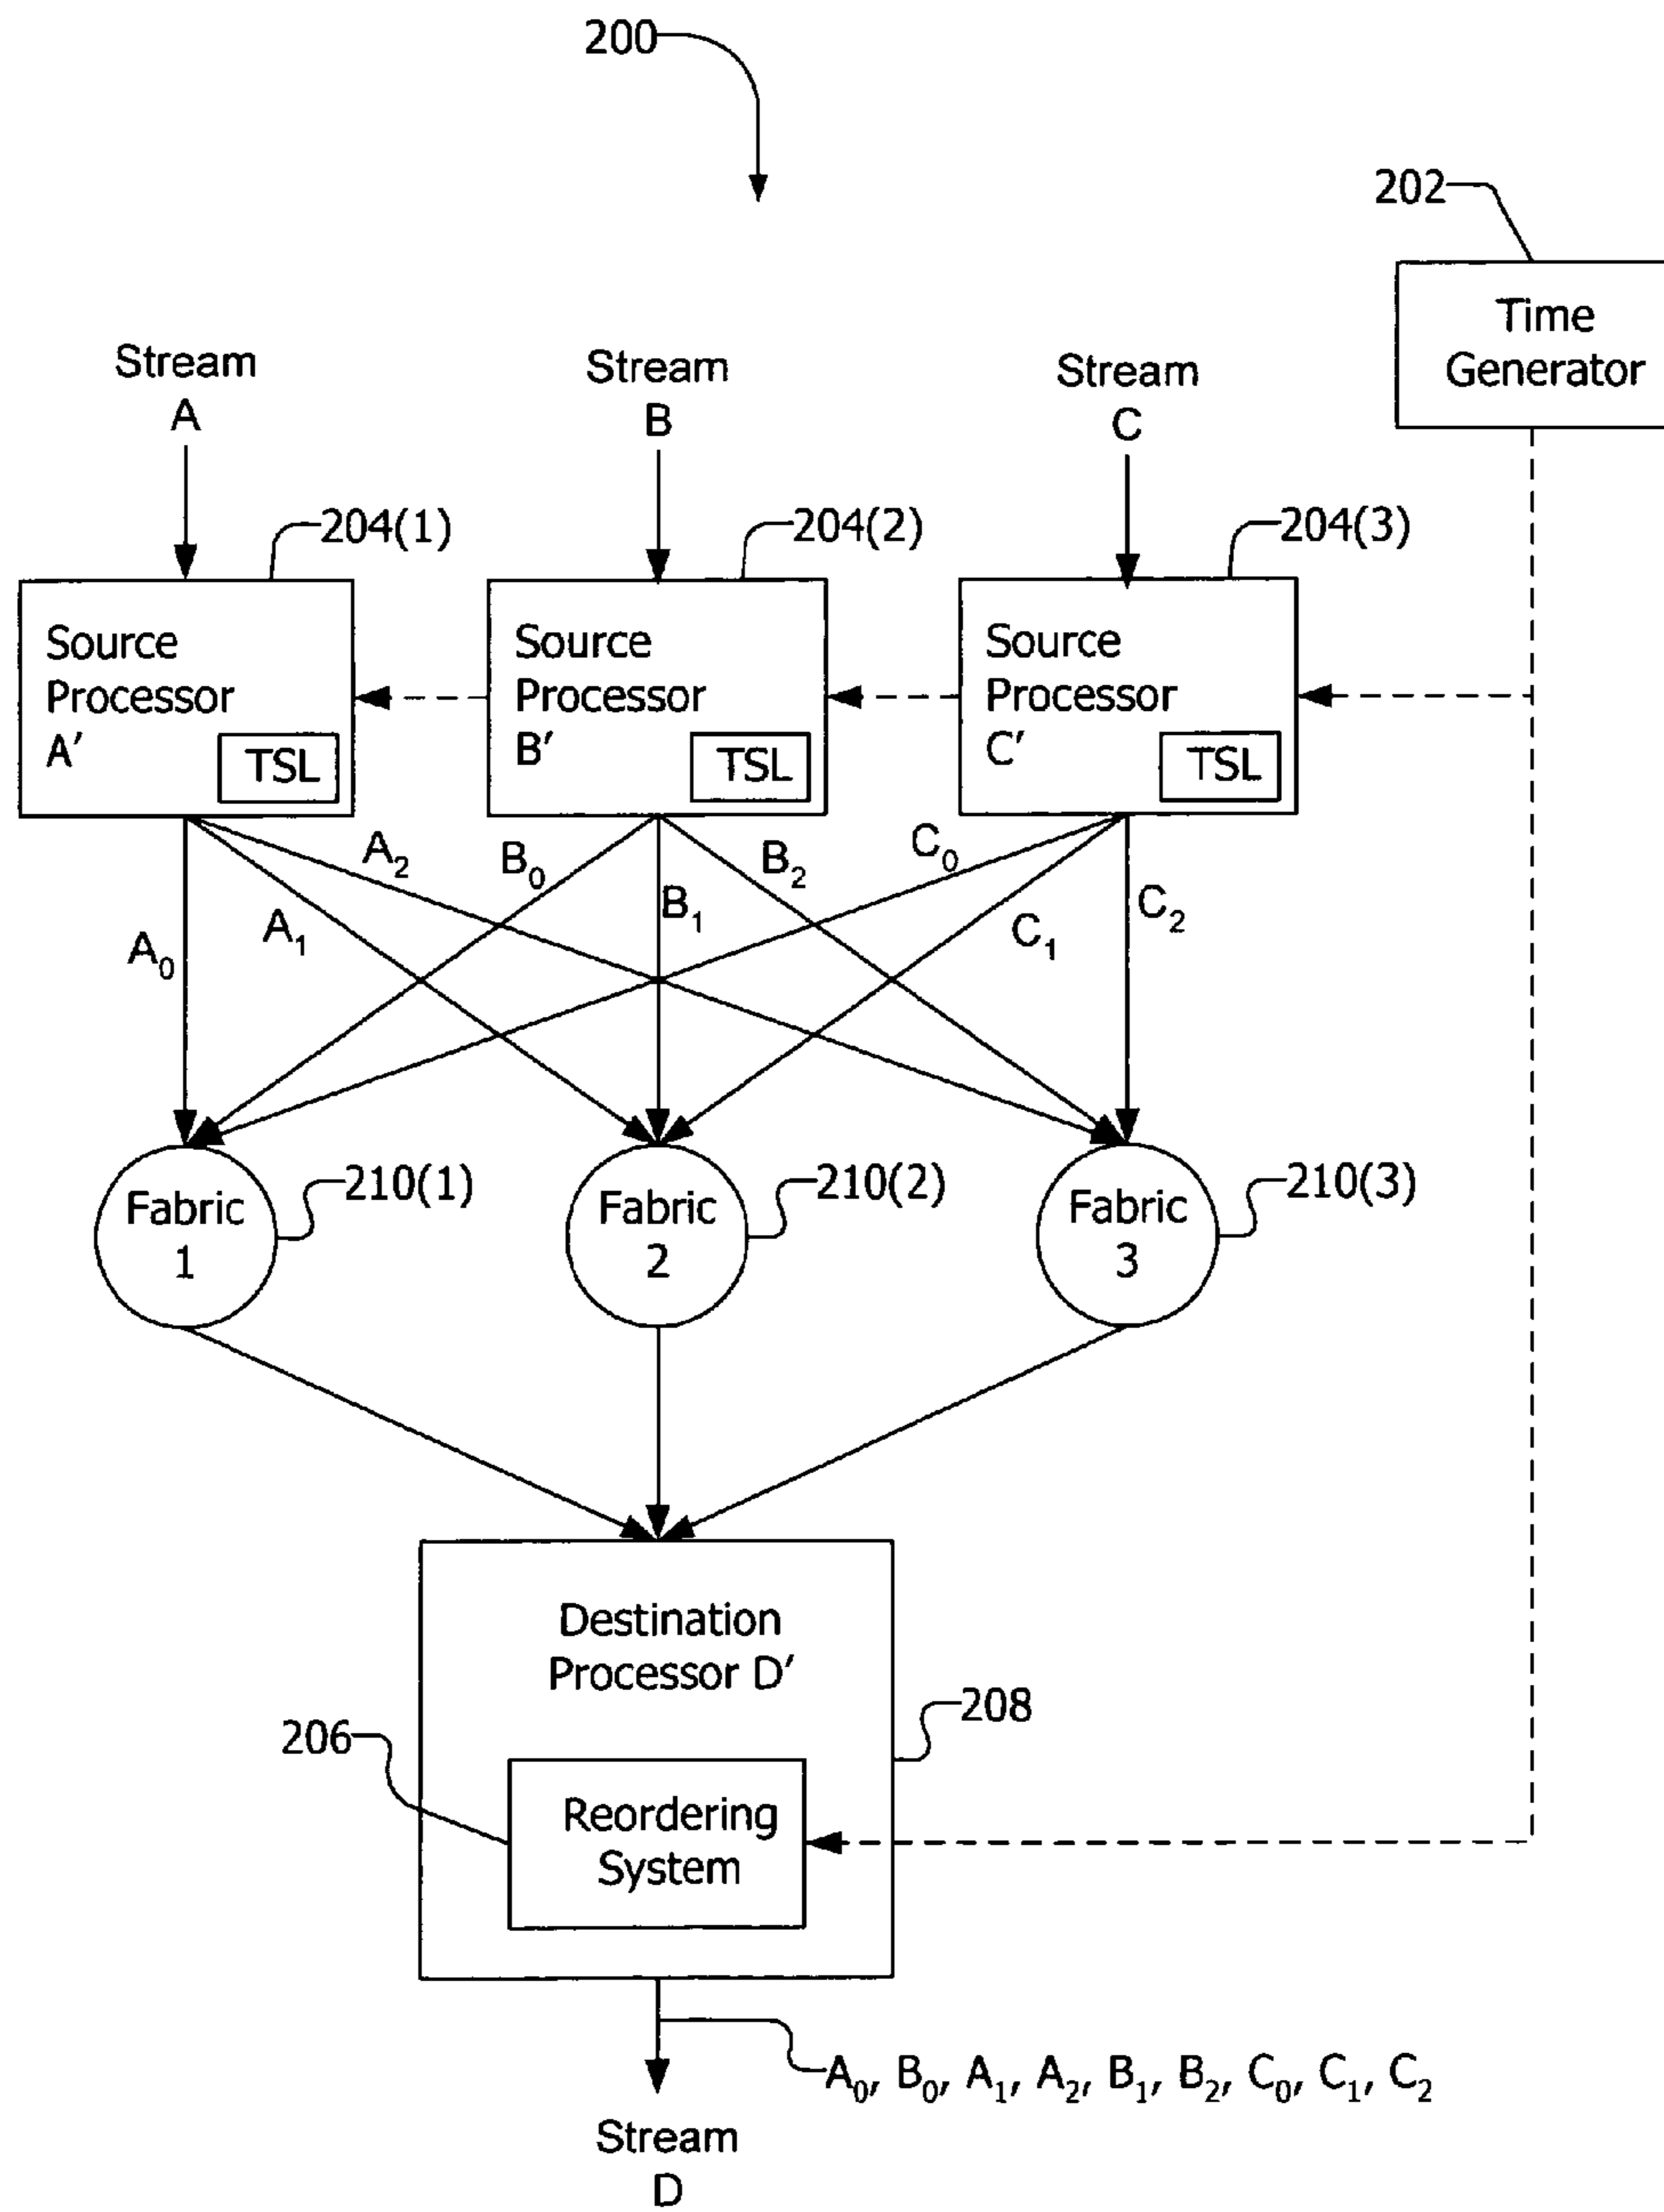 200
202
Time
Generator
Stream
A
Stream
B
Stream
C
204(1)
204(2)
204(3)
Source
Processor
A'
TSL
Source
Processor
B'
TSL
Source
Processor
C'
TSL
A₂
B₀
B₂
C₀
A₀
A₁
B₁
C₁
C₂
Fabric
1
210(1)
Fabric
2
210(2)
Fabric
3
210(3)
Destination
Processor D'
208
206
Reordering
System
A₀, B₀, A₁, A₂, B₁, B₂, C₀, C₁, C₂
Stream
D